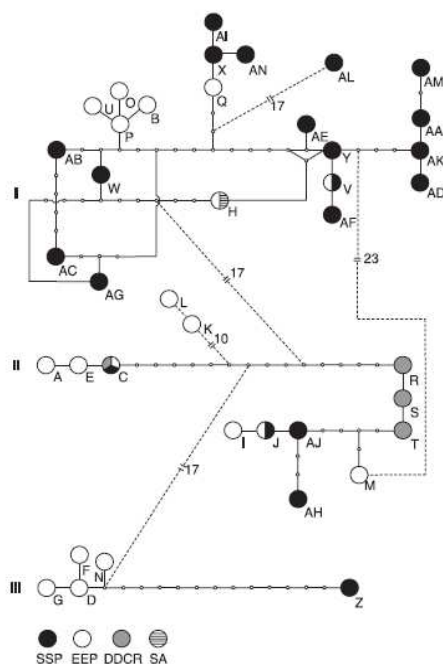 AI
X
AN
Q
AL
17
AM
AA
AK
AD
U
O
B
P
AB
W
AE
Y
V
AF
I
H
AC
AG
23
17
L
K
10
II
A
E
C
R
S
T
I
J
AJ
M
AH
17
F
N
III
G
D
Z
SSP EEP DDCR SA